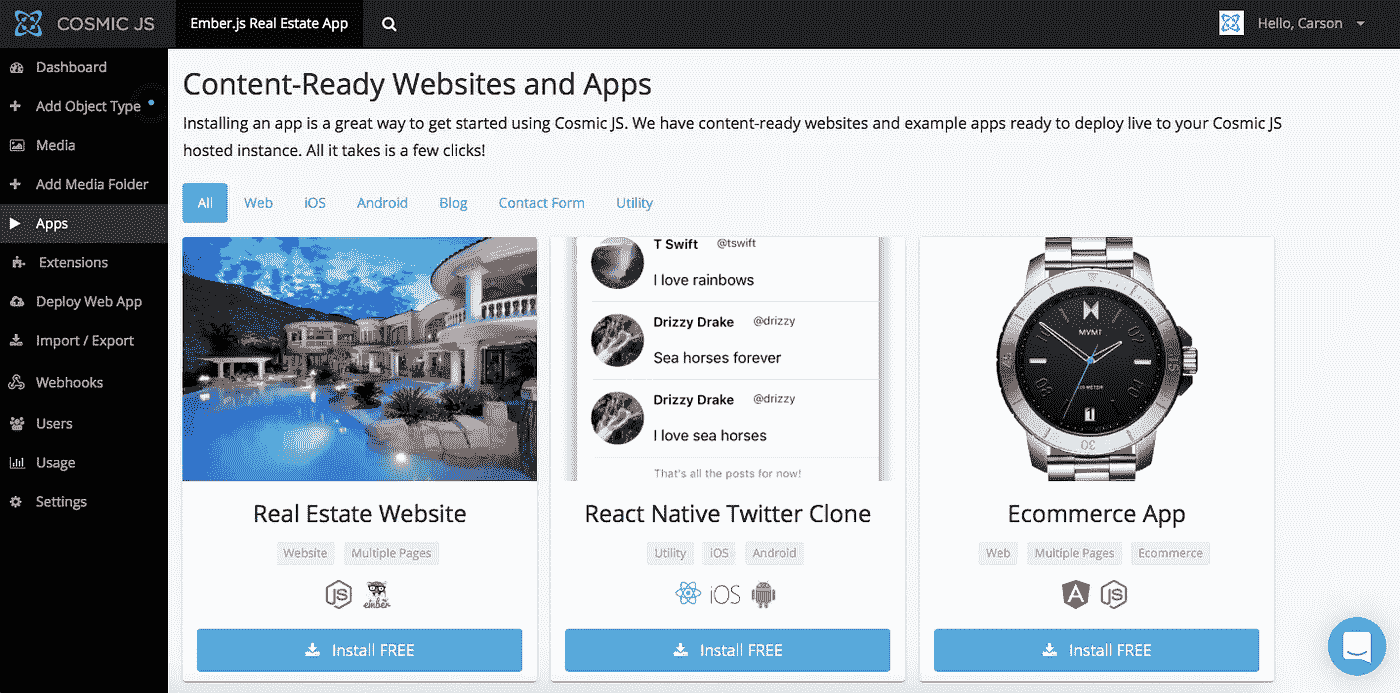 COSMIC JS
Ember.js Real Estate App
Hello, Carson
Dashboard
Add Object Type
Media
Add Media Folder
Apps
Extensions
Deploy Web App
Import / Export
Webhooks
Users
Usage
Settings
Content-Ready Websites and Apps
Installing an app is a great way to get started using Cosmic JS. We have content-ready websites and example apps ready to deploy live to your Cosmic JS
hosted instance. All it takes is a few clicks!
All Web iOS Android Blog Contact Form Utility
T Swift @tswift
I love rainbows
Drizzy Drake @drizzy
Sea horses forever
Drizzy Drake @drizzy
I love sea horses
That's all the posts for now!
MVMT
Real Estate Website
Website Multiple Pages
JS ember
Install FREE
React Native Twitter Clone
Utility iOS Android
iOS
Install FREE
Ecommerce App
Web Multiple Pages Ecommerce
A JS
Install FREE